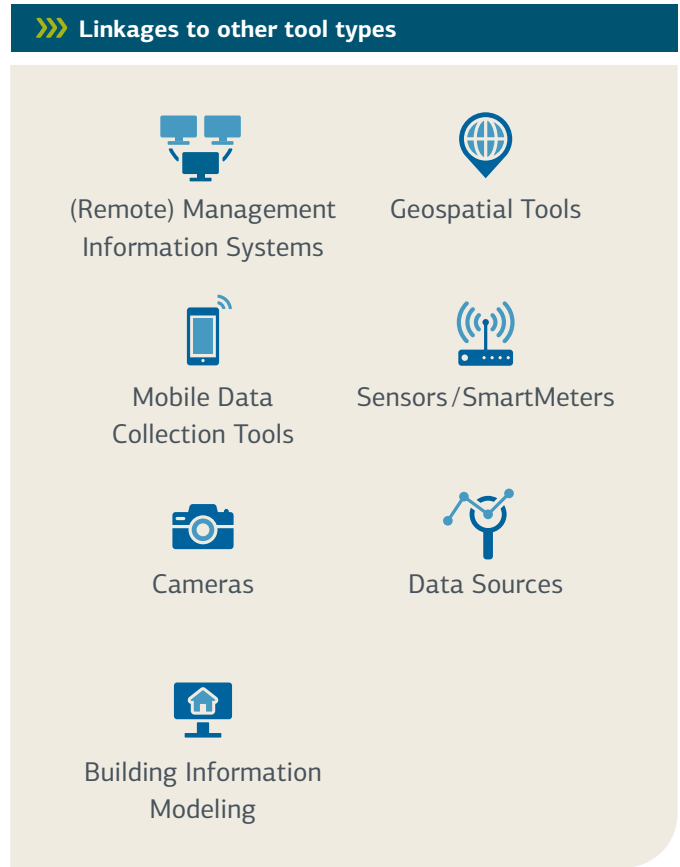 Linkages to other tool types
(Remote) Management
Information Systems
Geospatial Tools
Mobile Data
Collection Tools
Sensors/SmartMeters
Cameras
Data Sources
Building Information
Modeling